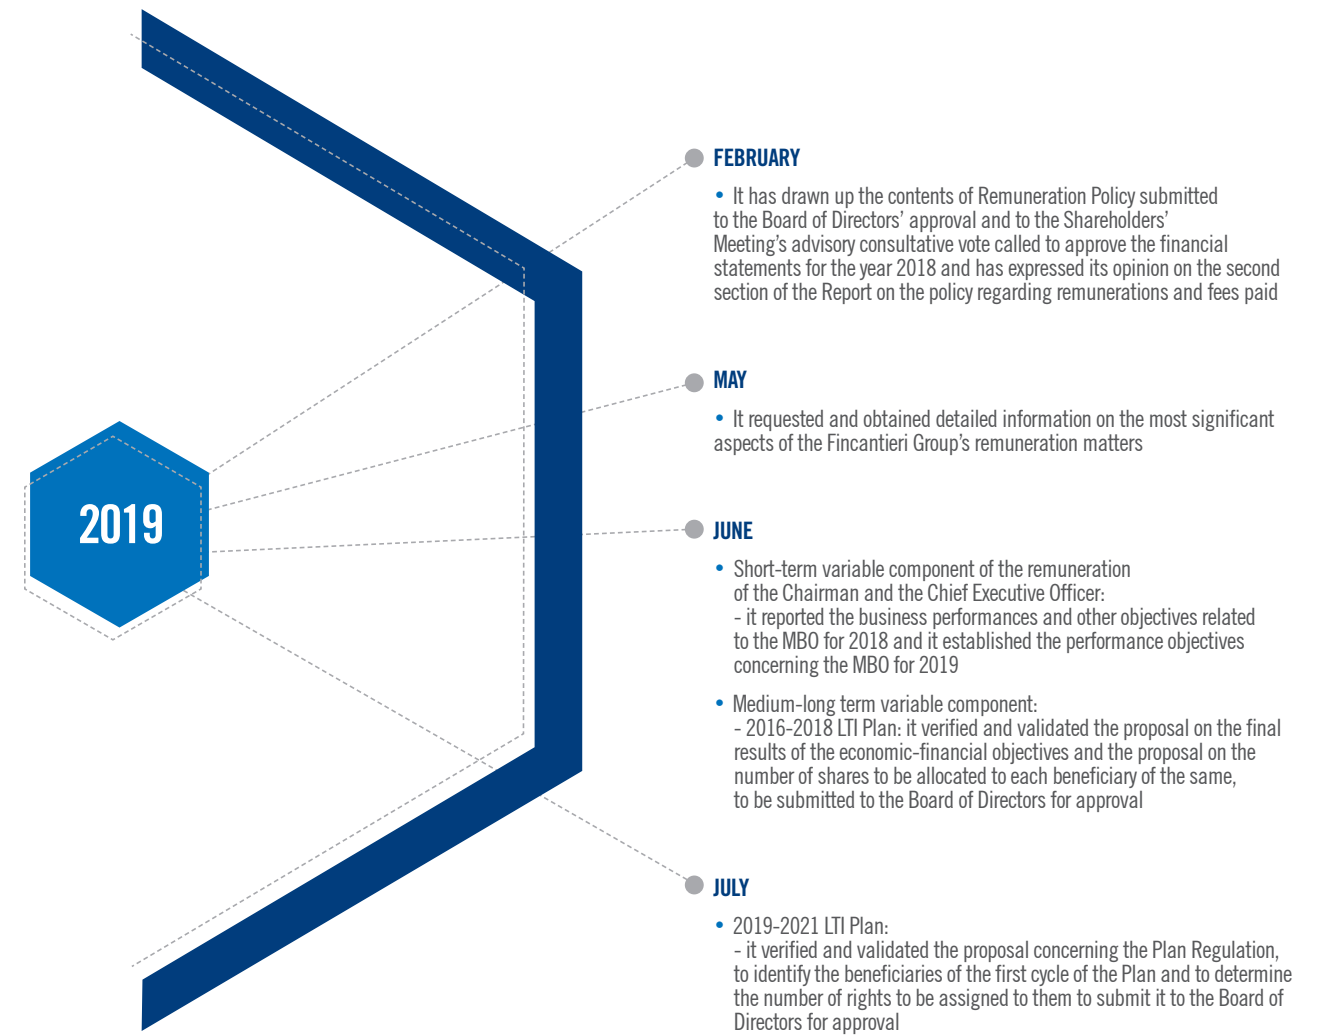 2019
FEBRUARY
• It has drawn up the contents of Remuneration Policy submitted
to the Board of Directors’ approval and to the Shareholders’
Meeting’s advisory consultative vote called to approve the financial
statements for the year 2018 and has expressed its opinion on the second
section of the Report on the policy regarding remunerations and fees paid
MAY
• It requested and obtained detailed information on the most significant
aspects of the Fincantieri Group’s remuneration matters
JUNE
• Short-term variable component of the remuneration
of the Chairman and the Chief Executive Officer:
- it reported the business performances and other objectives related
to the MBO for 2018 and it established the performance objectives
concerning the MBO for 2019
• Medium-long term variable component:
- 2016-2018 LTI Plan: it verified and validated the proposal on the final
results of the economic-financial objectives and the proposal on the
number of shares to be allocated to each beneficiary of the same,
to be submitted to the Board of Directors for approval
JULY
• 2019-2021 LTI Plan:
- it verified and validated the proposal concerning the Plan Regulation,
to identify the beneficiaries of the first cycle of the Plan and to determine
the number of rights to be assigned to them to submit it to the Board of
Directors for approval